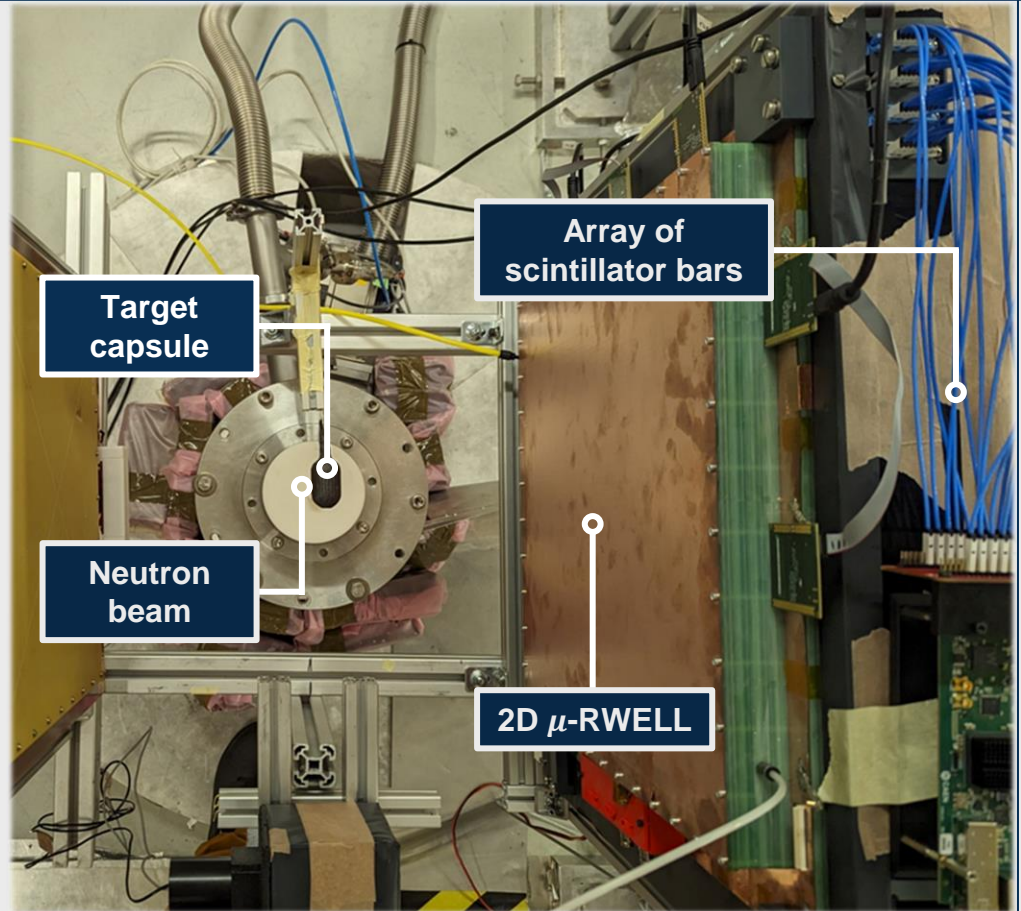 Array of
scintillator bars
Target
capsule
Neutron
beam
2D μ-RWELL